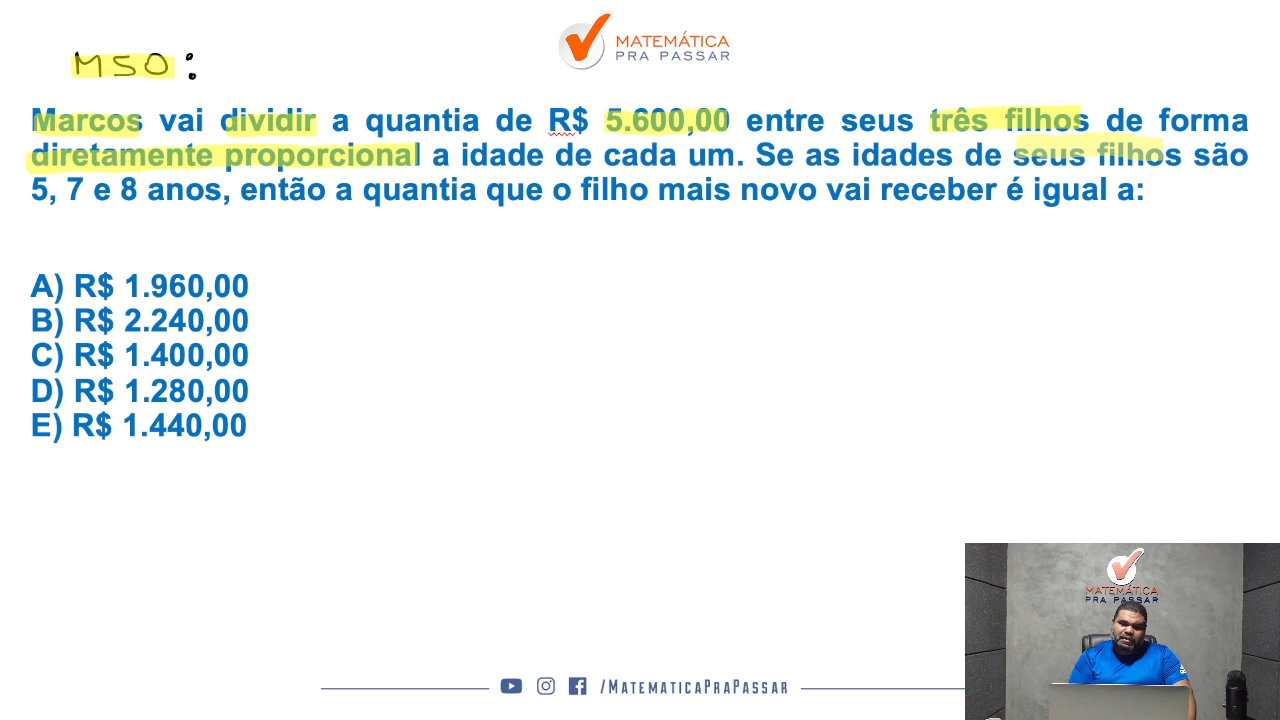 MATEMÁTICA
PRA PASSAR
MSO:
Marcos vai dividir a quantia de R$ 5.600,00 entre seus três filhos de forma
diretamente proporcional a idade de cada um. Se as idades de seus filhos são
5, 7 e 8 anos, então a quantia que o filho mais novo vai receber é igual a:
A) R$ 1.960,00
B) R$ 2.240,00
C) R$ 1.400,00
D) R$ 1.280,00
E) R$ 1.440,00
MATEMÁTICA
PRA PASSAR
/MATEMATICAPRAPASSAR